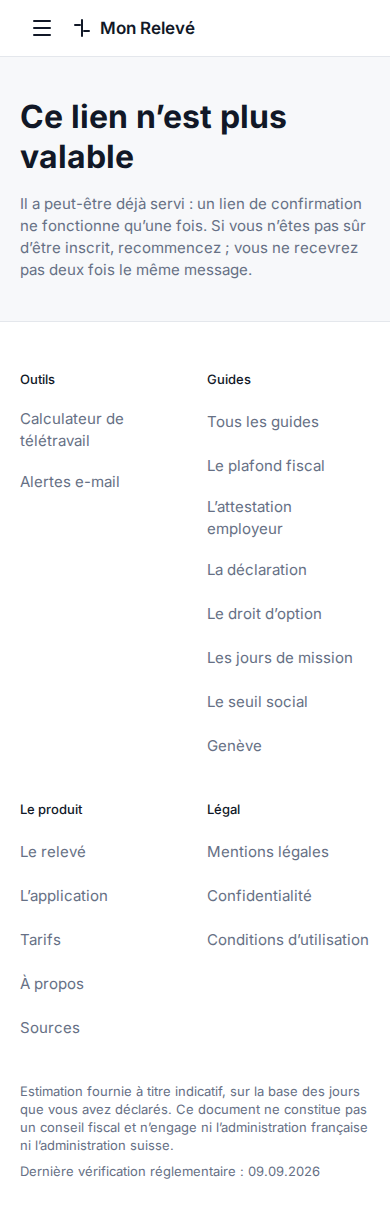 Mon Relevé
Ce lien n’est plus
valable
Il a peut-être déjà servi : un lien de confirmation
ne fonctionne qu’une fois. Si vous n’êtes pas sûr
d’être inscrit, recommencez ; vous ne recevrez
pas deux fois le même message.
Outils
Calculateur de
télétravail
Alertes e-mail
Guides
Tous les guides
Le plafond fiscal
L’attestation
employeur
La déclaration
Le droit d’option
Les jours de mission
Le seuil social
Genève
Le produit
Le relevé
L’application
Tarifs
À propos
Sources
Légal
Mentions légales
Confidentialité
Conditions d’utilisation
Estimation fournie à titre indicatif, sur la base des jours
que vous avez déclarés. Ce document ne constitue pas
un conseil fiscal et n’engage ni l’administration française
ni l’administration suisse.
Dernière vérification réglementaire : 09.09.2026